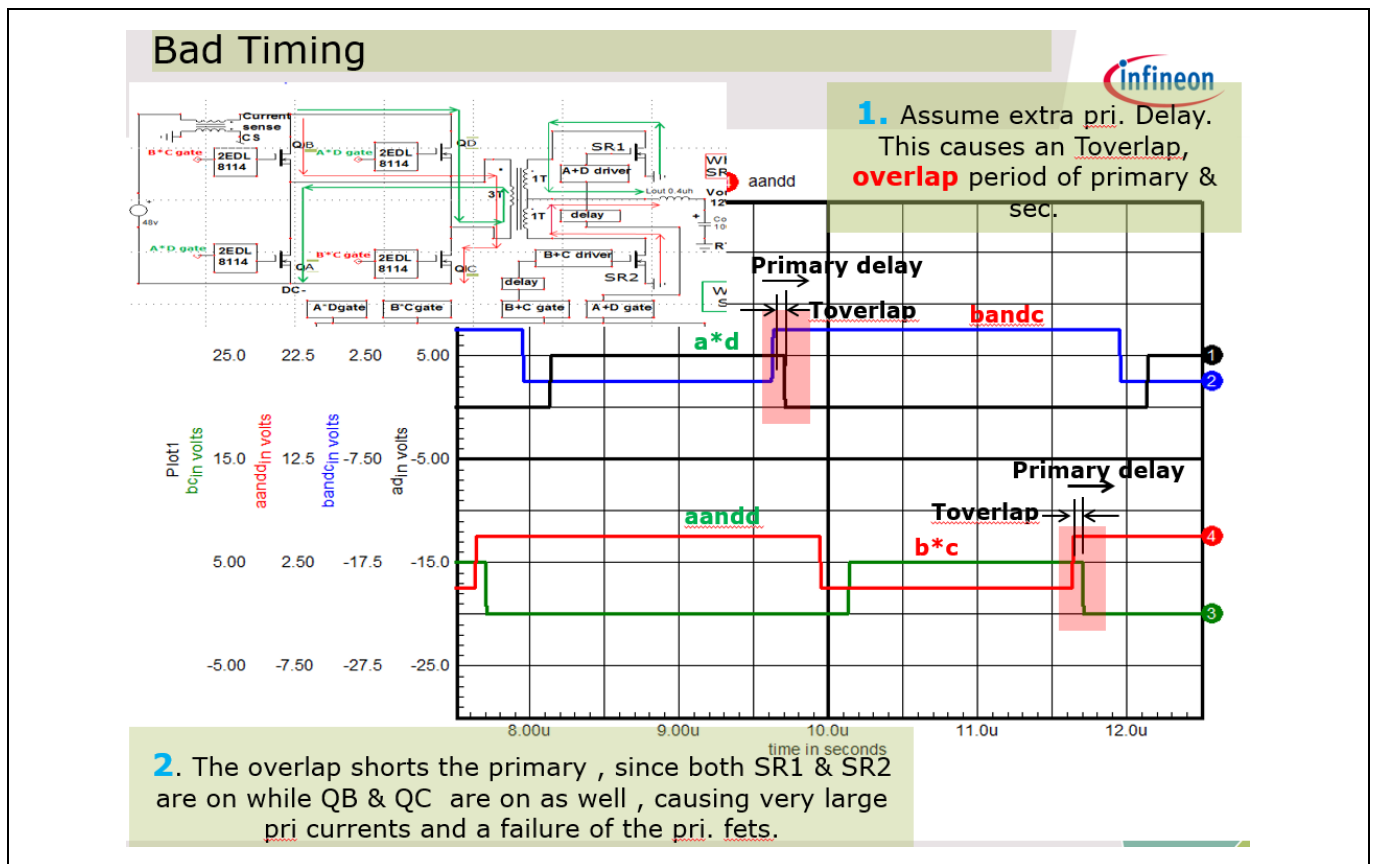 Bad Timing
infineon
1. Assume extra pri. Delay.
This causes an Toverlap,
overlap period of primary &
sec.
Current
sense
CS
B*C gate
2EDL
8114
QB
A*D gate
2EDL
8114
QD
SR1
A+D driver
3T
1T
1T
Lout 0.4uh
delay
48v
A*D gate
2EDL
8114
QA
B*C gate
2EDL
8114
QC
B+C driver
SR2
delay
DC-
A*Dgate
B*Cgate
B+C gate
A+D gate
aandd
Primary delay
Toverlap
bandc
a*d
25.0 22.5 2.50 5.00
1
2
Plot1
bc in volts
aandd in volts
bandc in volts
ad in volts
15.0 12.5 -7.50 -5.00
Primary delay
Toverlap
aandd
b*c
4
5.00 2.50 -17.5 -15.0
3
-5.00 -7.50 -27.5 -25.0
8.00u 9.00u 10.0u 11.0u 12.0u
time in seconds
2. The overlap shorts the primary , since both SR1 & SR2
are on while QB & QC are on as well , causing very large
pri currents and a failure of the pri. fets.